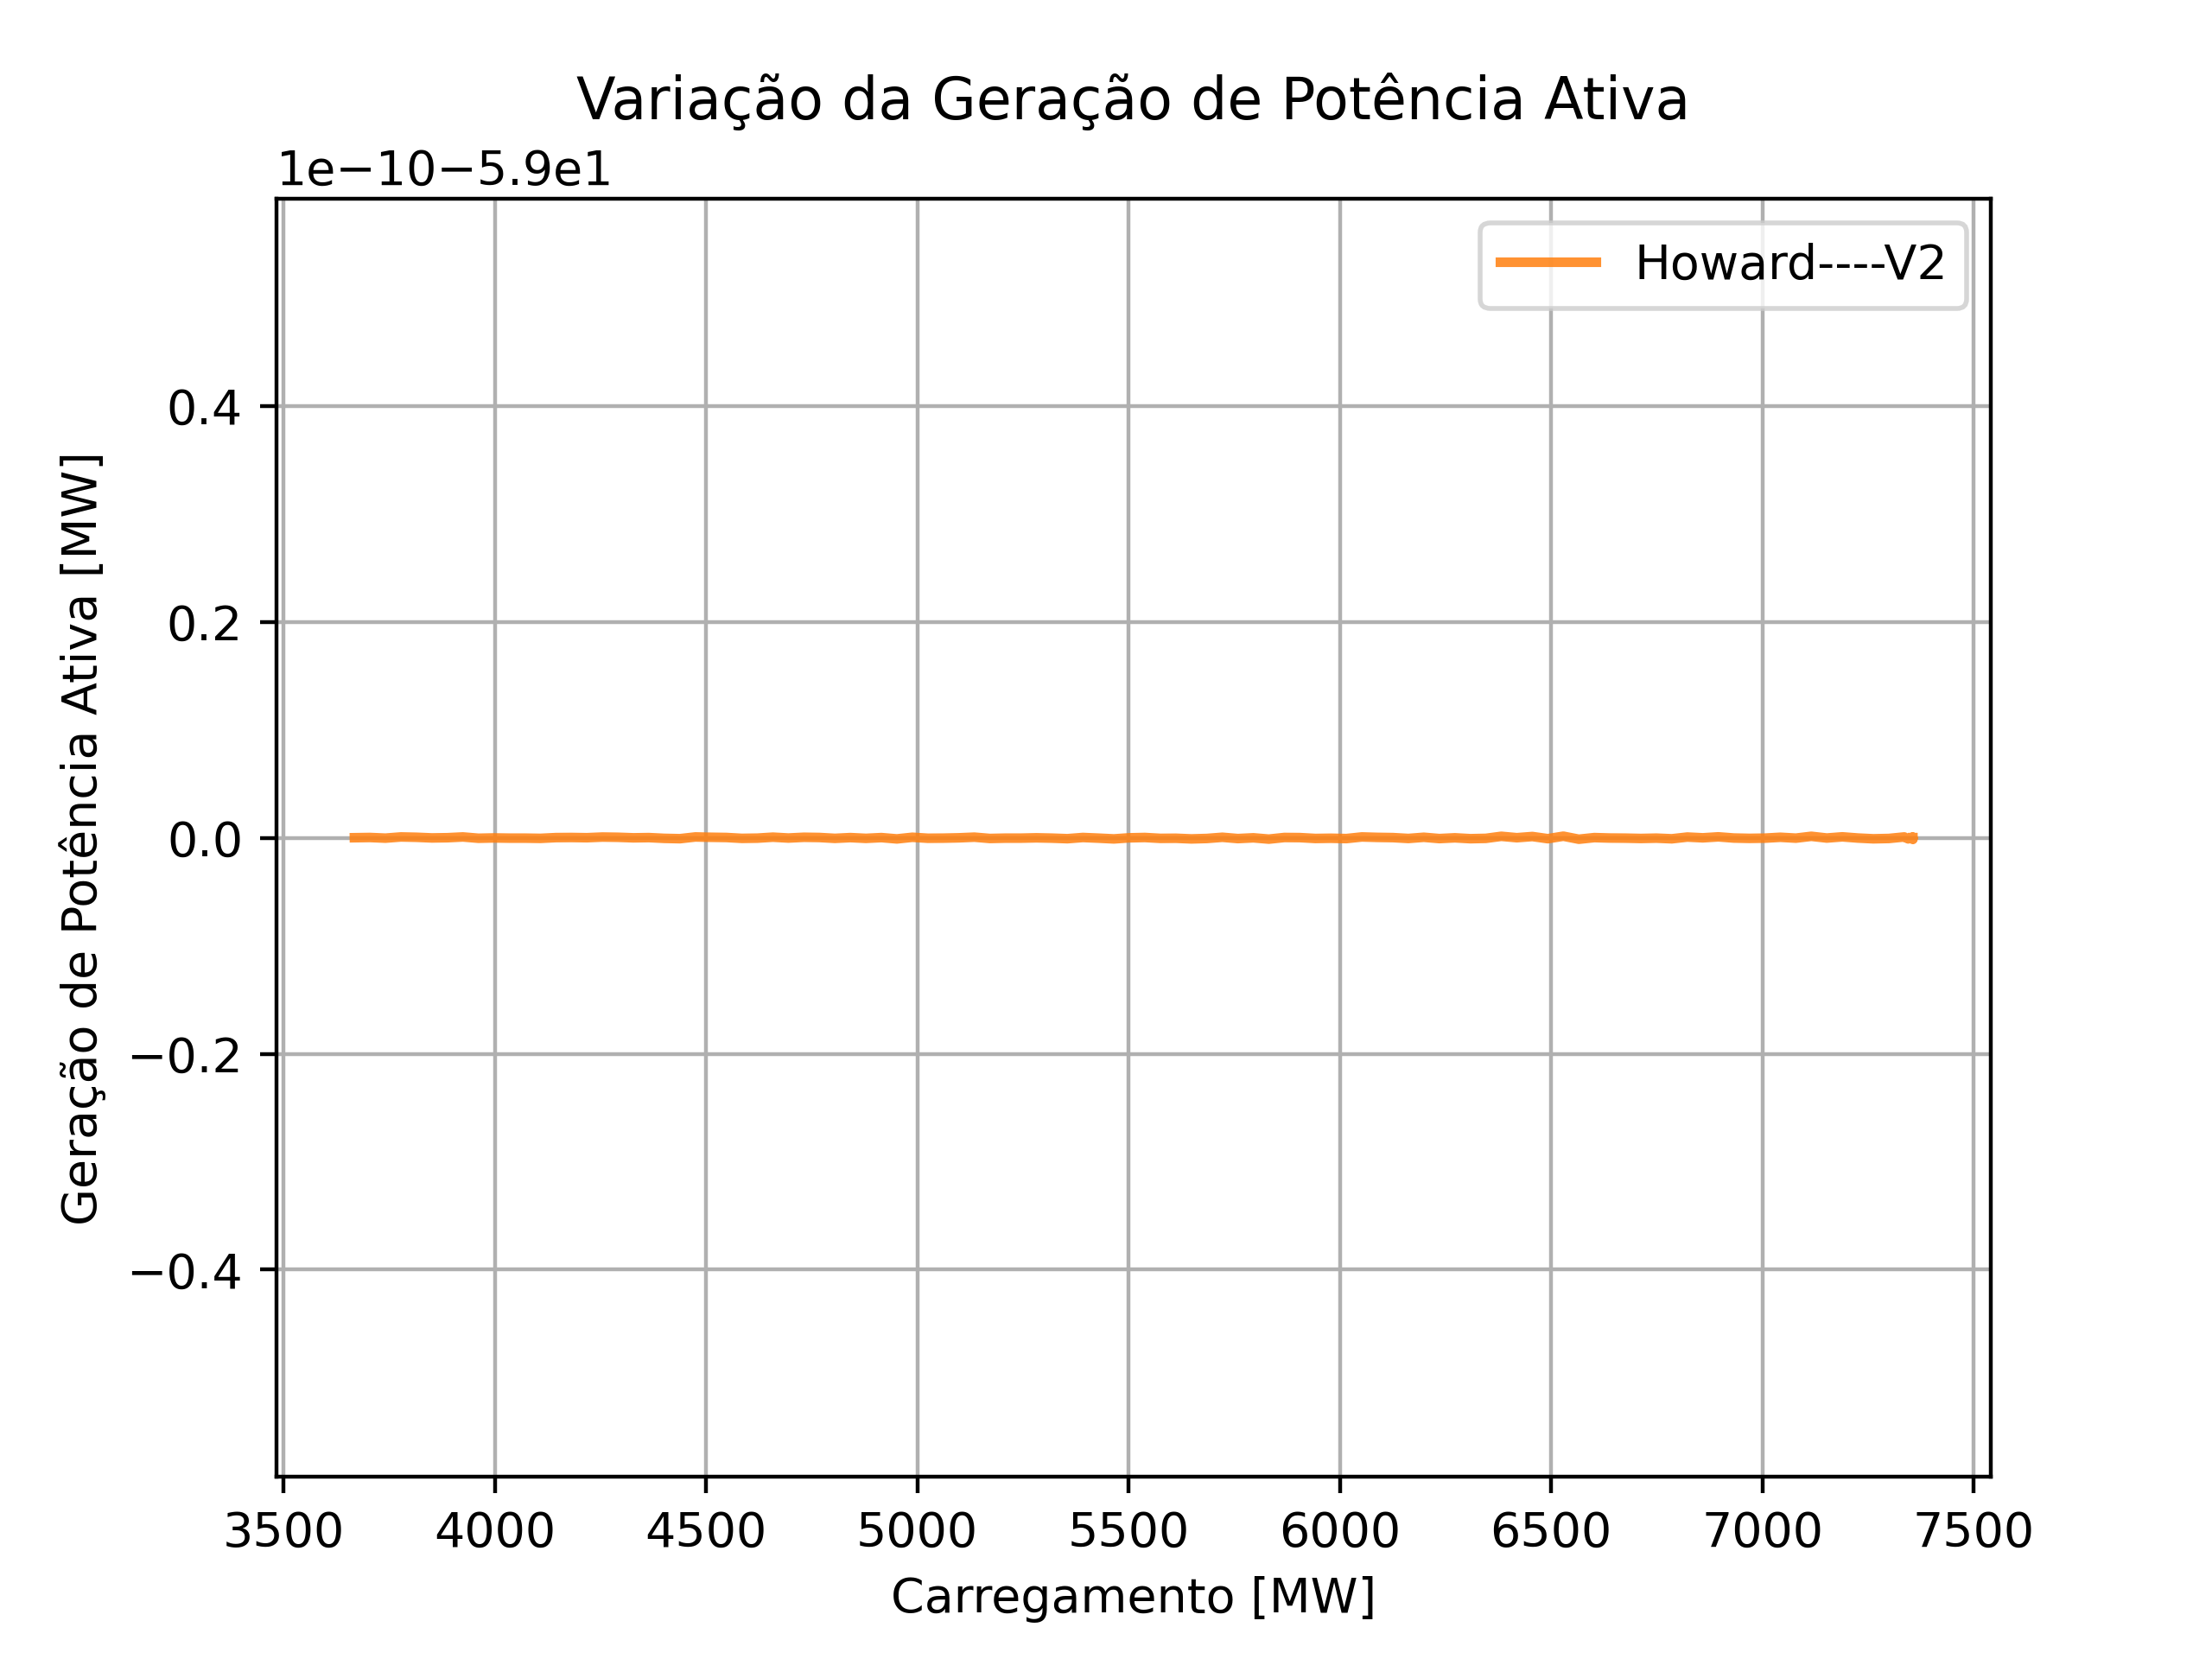 Variação da Geração de Potência Ativa
1e−10−5.9e1
Howard----V2
0.4
0.2
0.0
−0.2
−0.4
Geração de Potência Ativa [MW]
3500 4000 4500 5000 5500 6000 6500 7000 7500
Carregamento [MW]